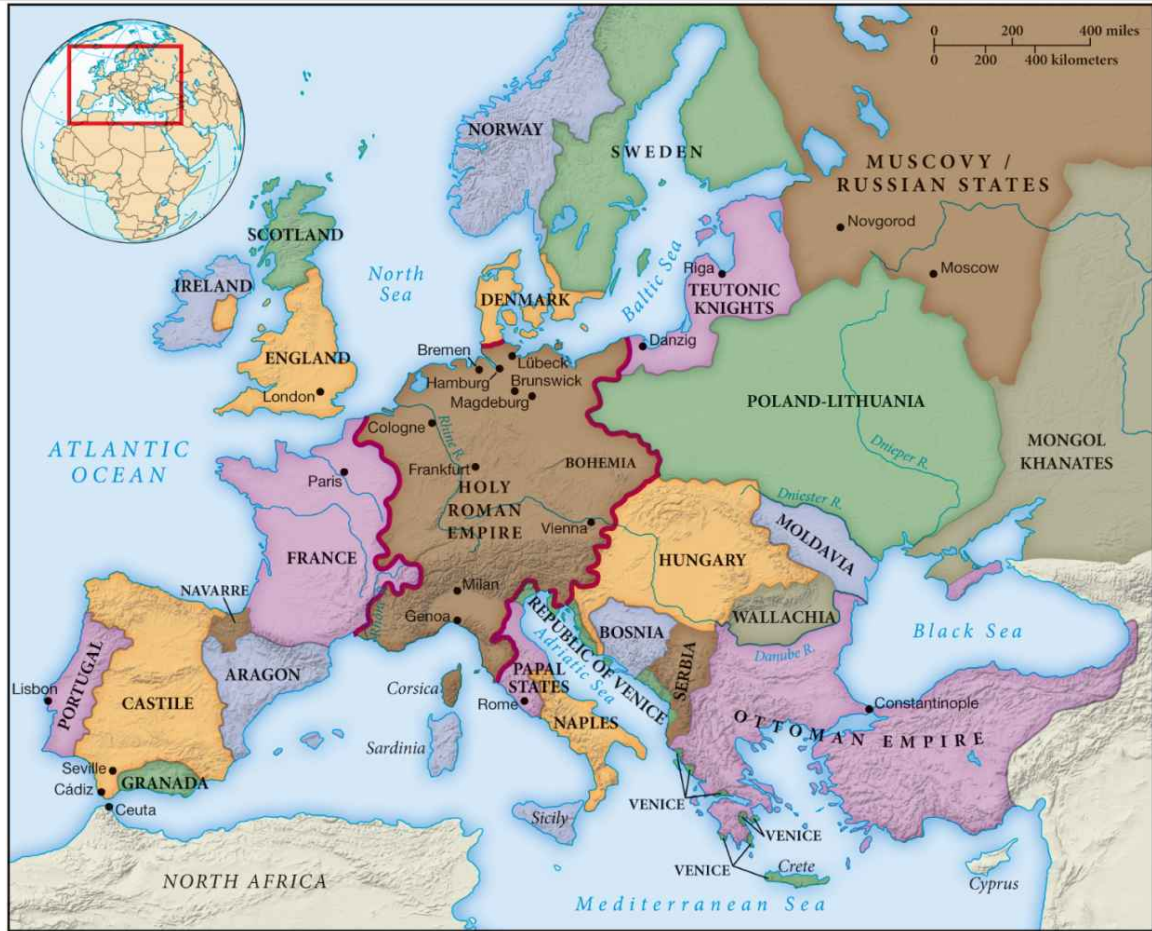 0 200 400 miles
0 200 400 kilometers
NORWAY
SWEDEN
MUSCOVY /
RUSSIAN STATES
Novgorod
Moscow
SCOTLAND
North
Sea
Baltic Sea
Riga
TEUTONIC
KNIGHTS
IRELAND
DENMARK
ENGLAND
London
Danzig
Bremen
Lübeck
Hamburg
Brunswick
Magdeburg
POLAND-LITHUANIA
Dnieper R.
MONGOL
KHANATES
ATLANTIC
OCEAN
Cologne
Rhine R.
Paris
Frankfurt
BOHEMIA
HOLY
ROMAN
EMPIRE
Vienna
Dniester R.
MOLDAVIA
FRANCE
HUNGARY
NAVARRE
Milan
Genoa
WALLACHIA
Black Sea
Danube R.
REPUBLIC OF VENICE
Adriatic Sea
BOSNIA
SERBIA
PORTUGAL
ARAGON
Lisbon
CASTILE
Corsica
PAPAL
STATES
Rome
NAPLES
Constantinople
OTTOMAN EMPIRE
Sardinia
Seville
GRANADA
Cádiz
Ceuta
Sicily
VENICE
VENICE
VENICE
Crete
Cyprus
NORTH AFRICA
Mediterranean Sea